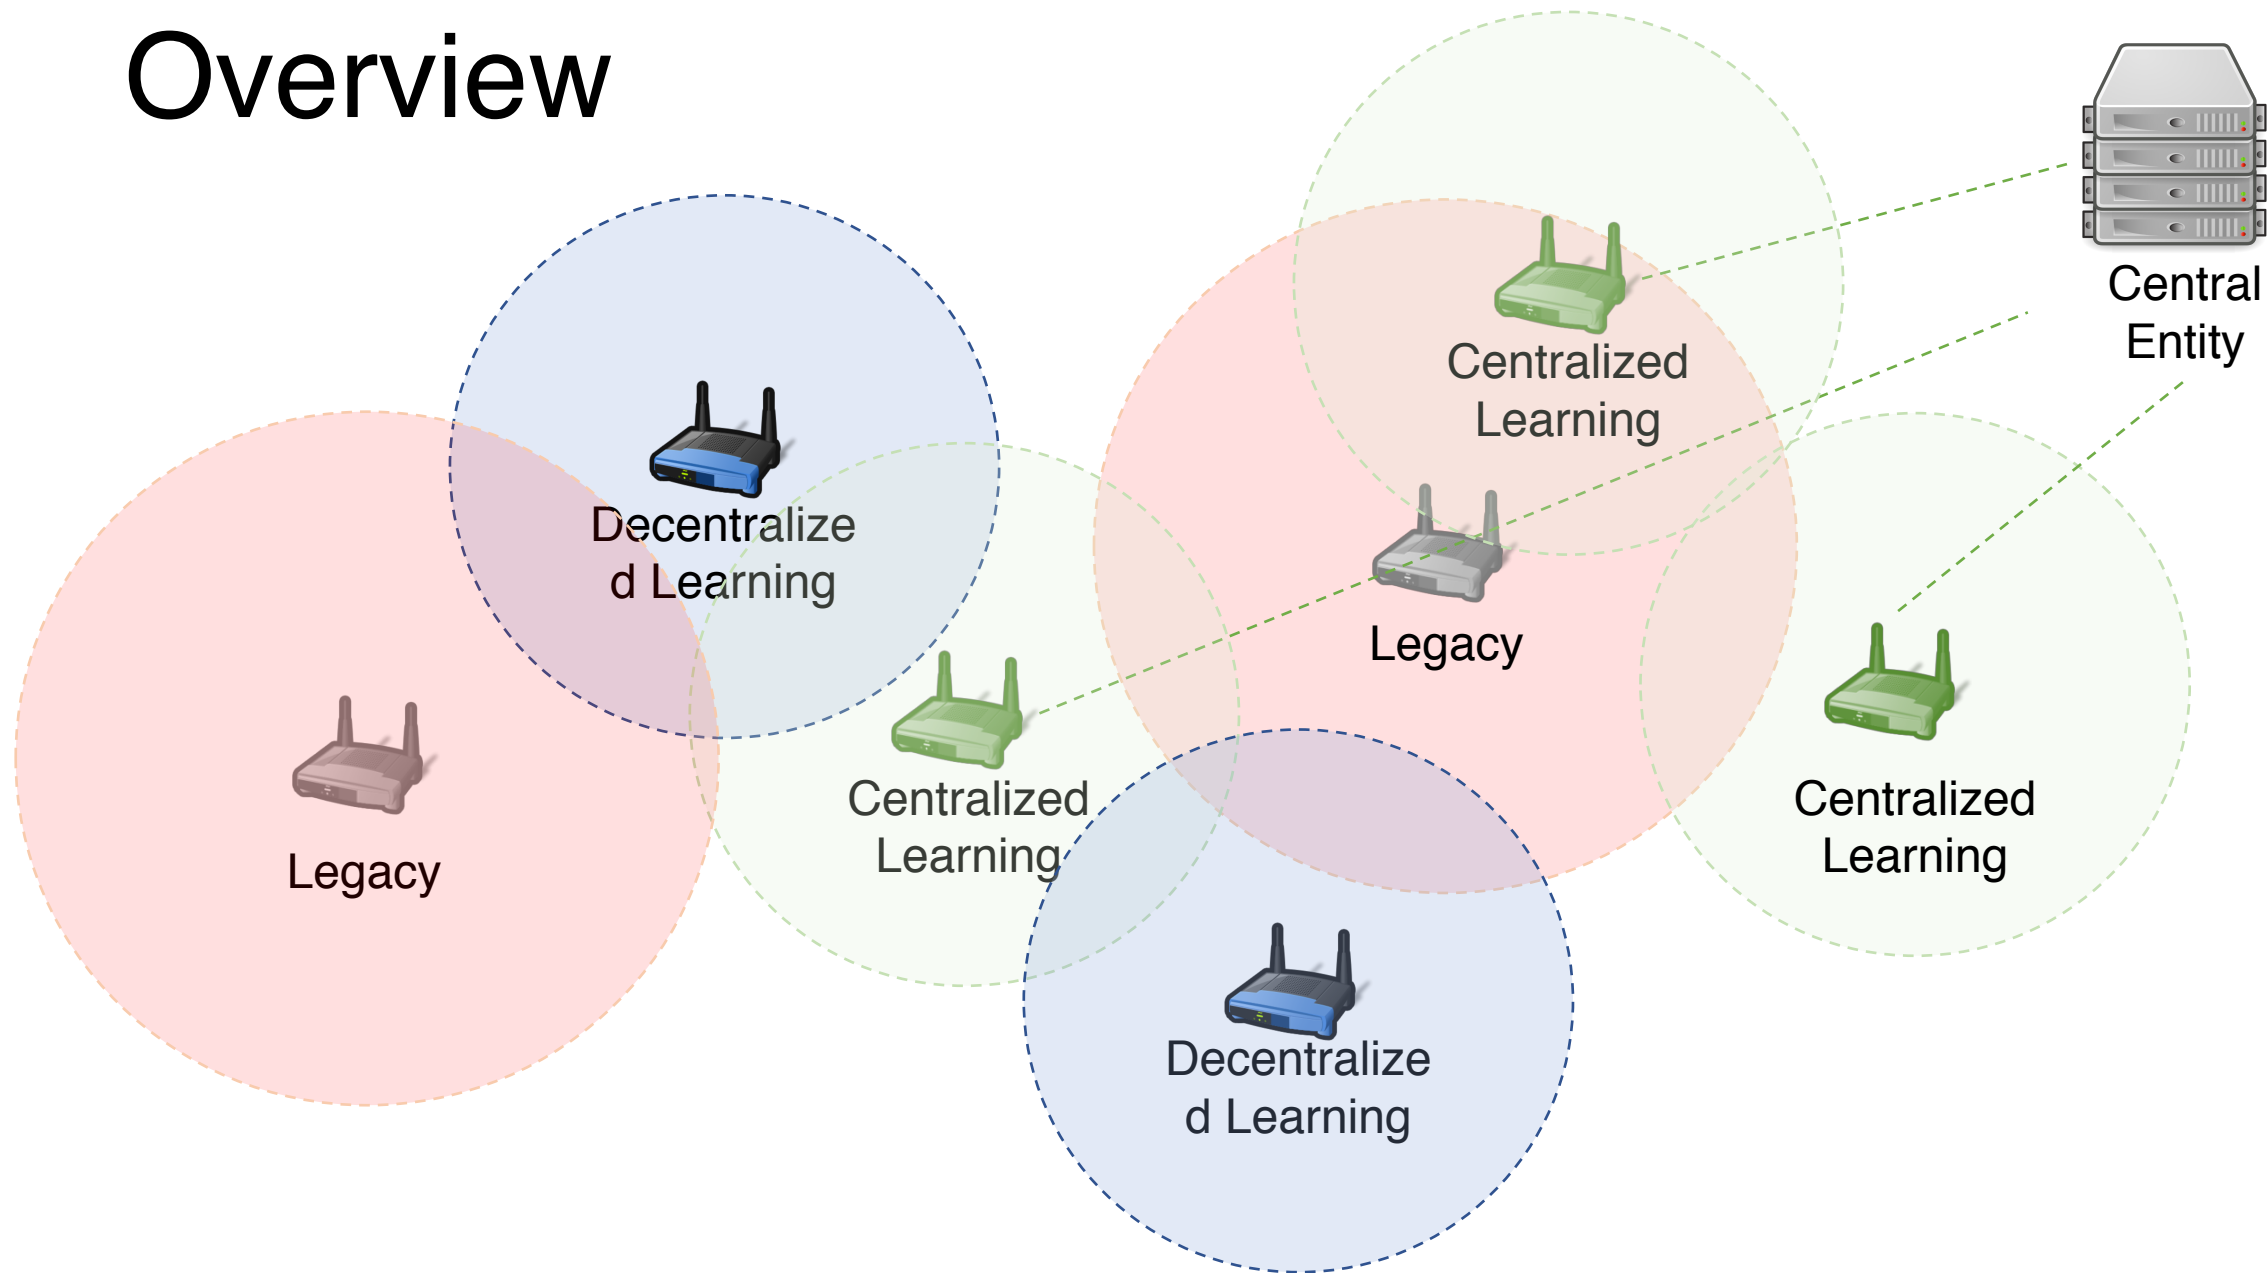 Overview
Central
Entity
Centralized
Learning
Decentralize
d Learning
Legacy
Centralized
Learning
Centralized
Learning
Legacy
Decentralize
d Learning